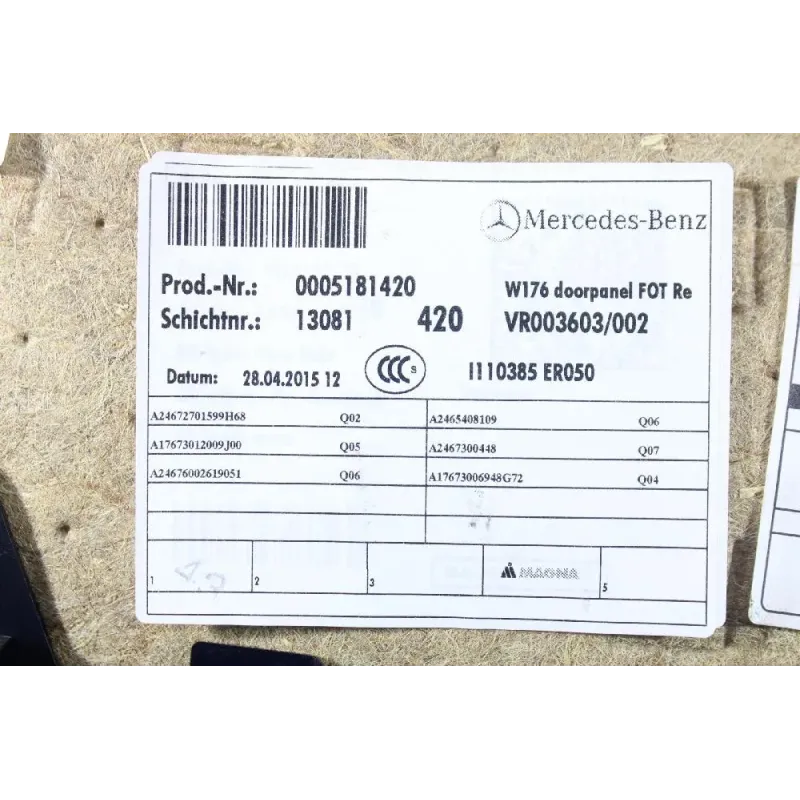 Mercedes-Benz
Prod.-Nr.: 0005181420 W176 doorpanel FOT Re
Schichtnr.: 13081 420 VR003603/002
Datum: 28.04.2015 12 CCC S I110385 ER050
A24672701599H68 Q02 A2465408109 Q06
A17673012009J00 Q05 A2467300448 Q07
A24676002619051 Q06 A17673006948G72 Q04
1 2 3 MAGNA 5